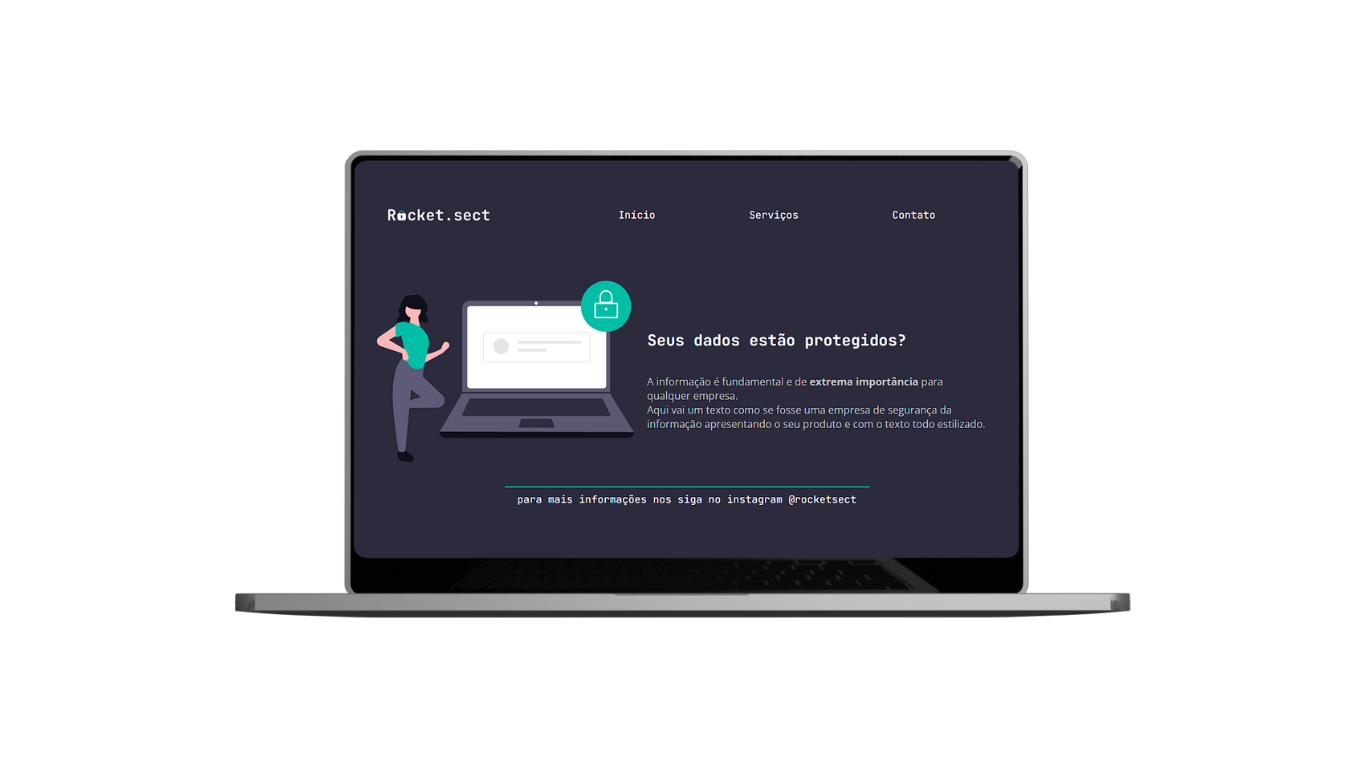 Rocket.sect
Início
Serviços
Contato
Seus dados estão protegidos?
A informação é fundamental e de extrema importância para
qualquer empresa.
Aqui vai um texto como se fosse uma empresa de segurança da
informação apresentando o seu produto e com o texto todo estilizado.
para mais informações nos siga no instagram @rocketsect